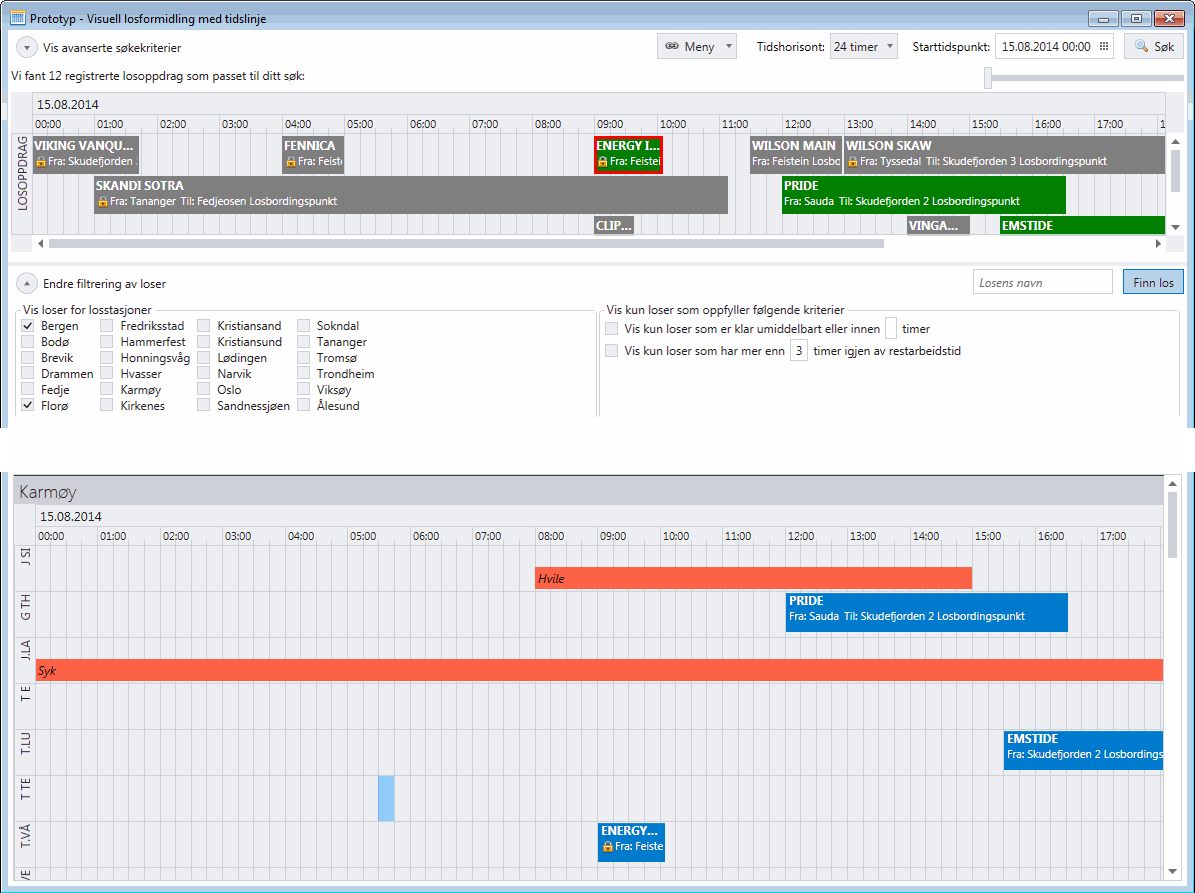 Prototyp - Visuell losformidling med tidslinje
Vis avanserte søkekriterier
Meny
Tidshorisont: 24 timer
Starttidspunkt: 15.08.2014 00:00
Søk
Vi fant 12 registrerte losoppdrag som passet til ditt søk:
15.08.2014
00:00 01:00 02:00 03:00 04:00 05:00 06:00 07:00 08:00 09:00 10:00 11:00 12:00 13:00 14:00 15:00 16:00 17:00 1
LOSOPPDRAG
VIKING VANQU... FENNICA ENERGY I... WILSON MAIN WILSON SKAW
Fra: Skudefjorden Fra: Feist Fra: Feistei Fra: Feistein Losbo Fra: Tyssedal Til: Skudefjorden 3 Losbordingspunkt
SKANDI SOTRA PRIDE
Fra: Tananger Til: Fedjeosen Losbordingspunkt Fra: Sauda Til: Skudefjorden 2 Losbordingspunkt
CLIP... VINGA... EMSTIDE
Endre filtrering av loser
Losens navn
Finn los
Vis loser for losstasjoner
Bergen Fredriksstad Kristiansand Sokndal
Bodø Hammerfest Kristiansund Tananger
Brevik Honningsvåg Lødingen Tromsø
Drammen Hvasser Narvik Trondheim
Fedje Karmøy Oslo Viksøy
Florø Kirkenes Sandnessjøen Ålesund
Vis kun loser som oppfyller følgende kriterier
Vis kun loser som er klar umiddelbart eller innen timer
Vis kun loser som har mer enn 3 timer igjen av restarbeidstid
Karmøy
15.08.2014
00:00 01:00 02:00 03:00 04:00 05:00 06:00 07:00 08:00 09:00 10:00 11:00 12:00 13:00 14:00 15:00 16:00 17:00
J SI
Hvile
G TH
PRIDE
Fra: Sauda Til: Skudefjorden 2 Losbordingspunkt
J.LA
Syk
T E
T.LU
EMSTIDE
Fra: Skudefjorden 2 Losbordings
T TE
T.VÅ
ENERGY...
Fra: Feiste